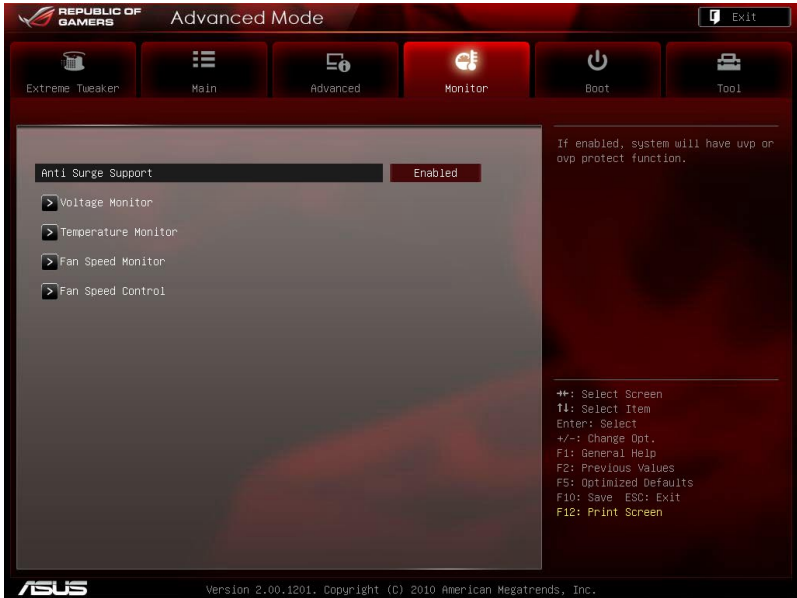 REPUBLIC OF
GAMERS
Advanced Mode
Exit
Extreme Tweaker
Main
Advanced
Monitor
Boot
Tool
If enabled, system will have uvp or
ovp protect function.
Anti Surge Support
Enabled
> Voltage Monitor
> Temperature Monitor
> Fan Speed Monitor
> Fan Speed Control
→←: Select Screen
↑↓: Select Item
Enter: Select
+/-: Change Opt.
F1: General Help
F2: Previous Values
F5: Optimized Defaults
F10: Save ESC: Exit
F12: Print Screen
ASUS
Version 2.00.1201. Copyright (C) 2010 American Megatrends, Inc.